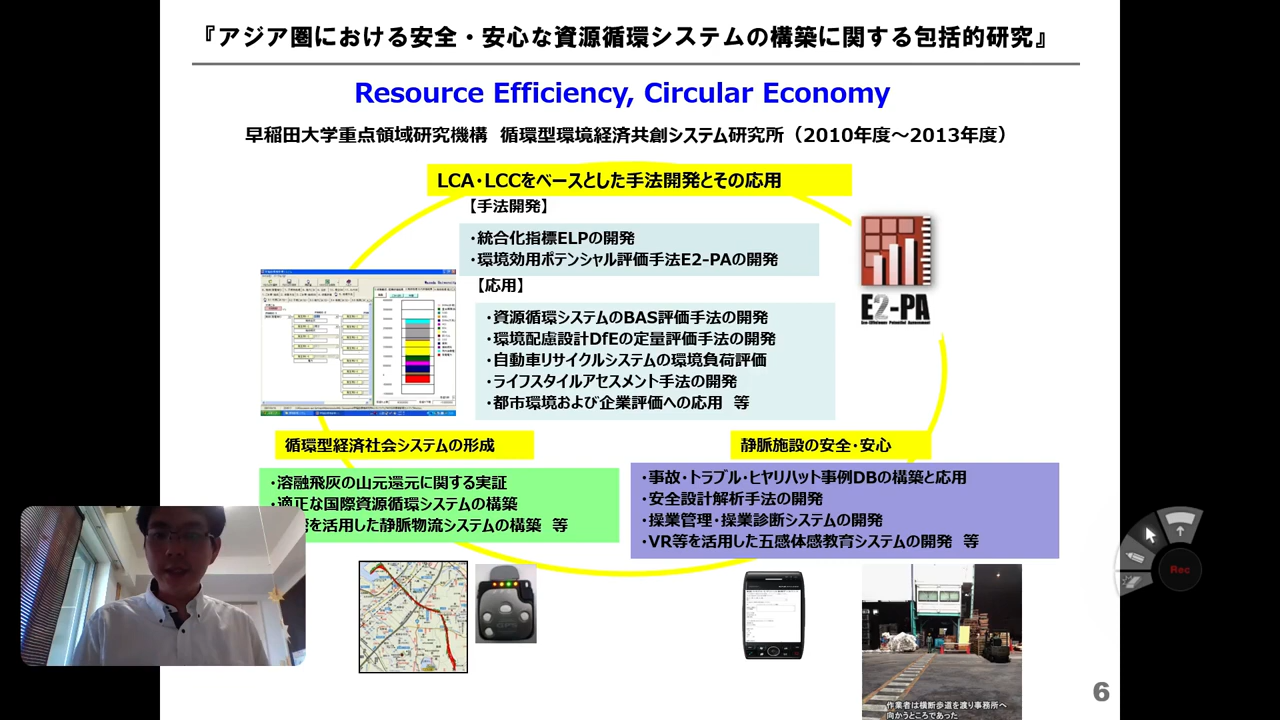 『アジア圏における安全・安心な資源循環システムの構築に関する包括的研究』
Resource Efficiency, Circular Economy
早稲田大学重点領域研究機構 循環型環境経済共創システム研究所（2010年度～2013年度）
LCA・LCCをベースとした手法開発とその応用
【手法開発】
・統合化指標ELPの開発
・環境効用ポテンシャル評価手法E2-PAの開発
【応用】
・資源循環システムのBAS評価手法の開発
・環境配慮設計DfEの定量評価手法の開発
・自動車リサイクルシステムの環境負荷評価
・ライフスタイルアセスメント手法の開発
・都市環境および企業評価への応用 等
E2-PA
Eco-Efficiency Potential Assessment
循環型経済社会システムの形成
・溶融飛灰の山元還元に関する実証
・適正な国際資源循環システムの構築
を活用した静脈物流システムの構築 等
静脈施設の安全・安心
・事故・トラブル・ヒヤリハット事例DBの構築と応用
・安全設計解析手法の開発
・操業管理・操業診断システムの開発
・VR等を活用した五感体感教育システムの開発 等
Rec
作業者は横断歩道を渡り事務所へ
向かうところであった
6